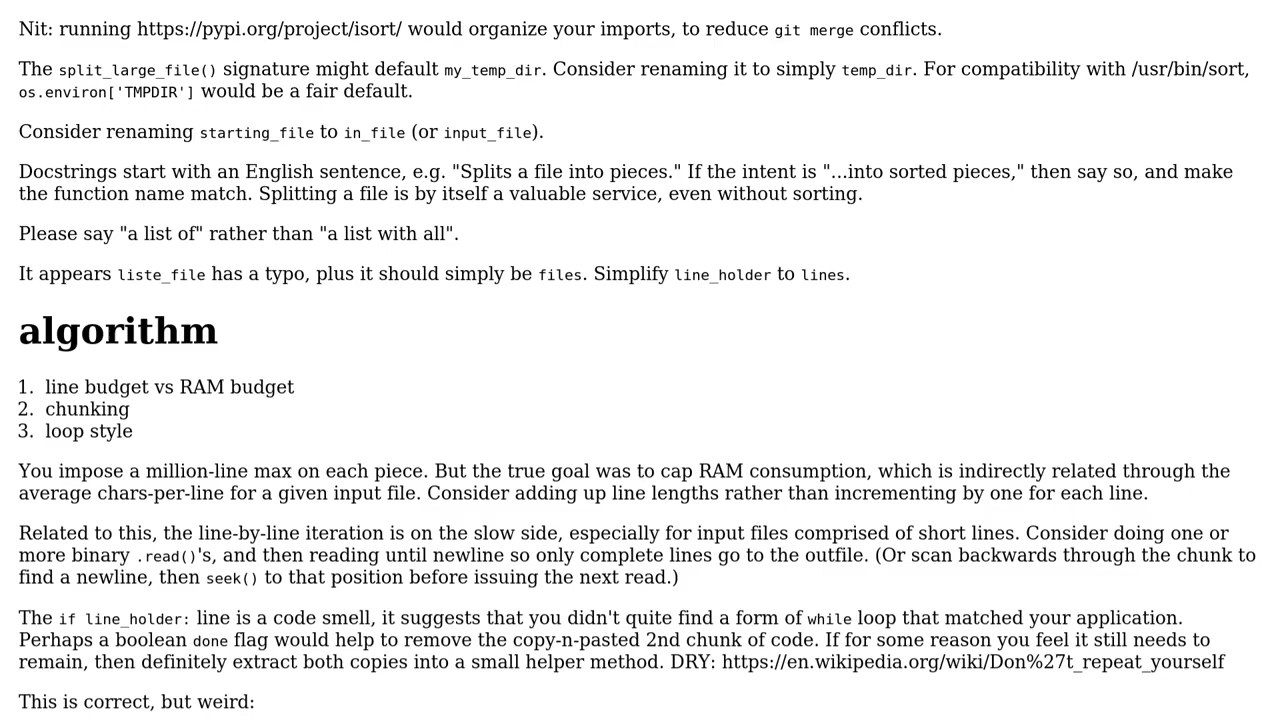 Nit: running https://pypi.org/project/isort/ would organize your imports, to reduce git merge conflicts.
The split_large_file() signature might default my_temp_dir. Consider renaming it to simply temp_dir. For compatibility with /usr/bin/sort,
os.environ['TMPDIR'] would be a fair default.
Consider renaming starting_file to in_file (or input_file).
Docstrings start with an English sentence, e.g. "Splits a file into pieces." If the intent is "...into sorted pieces," then say so, and make
the function name match. Splitting a file is by itself a valuable service, even without sorting.
Please say "a list of" rather than "a list with all".
It appears liste_file has a typo, plus it should simply be files. Simplify line_holder to lines.
algorithm
1. line budget vs RAM budget
2. chunking
3. loop style
You impose a million-line max on each piece. But the true goal was to cap RAM consumption, which is indirectly related through the
average chars-per-line for a given input file. Consider adding up line lengths rather than incrementing by one for each line.
Related to this, the line-by-line iteration is on the slow side, especially for input files comprised of short lines. Consider doing one or
more binary .read()'s, and then reading until newline so only complete lines go to the outfile. (Or scan backwards through the chunk to
find a newline, then seek() to that position before issuing the next read.)
The if line_holder: line is a code smell, it suggests that you didn't quite find a form of while loop that matched your application.
Perhaps a boolean done flag would help to remove the copy-n-pasted 2nd chunk of code. If for some reason you feel it still needs to
remain, then definitely extract both copies into a small helper method. DRY: https://en.wikipedia.org/wiki/Don%27t_repeat_yourself
This is correct, but weird: